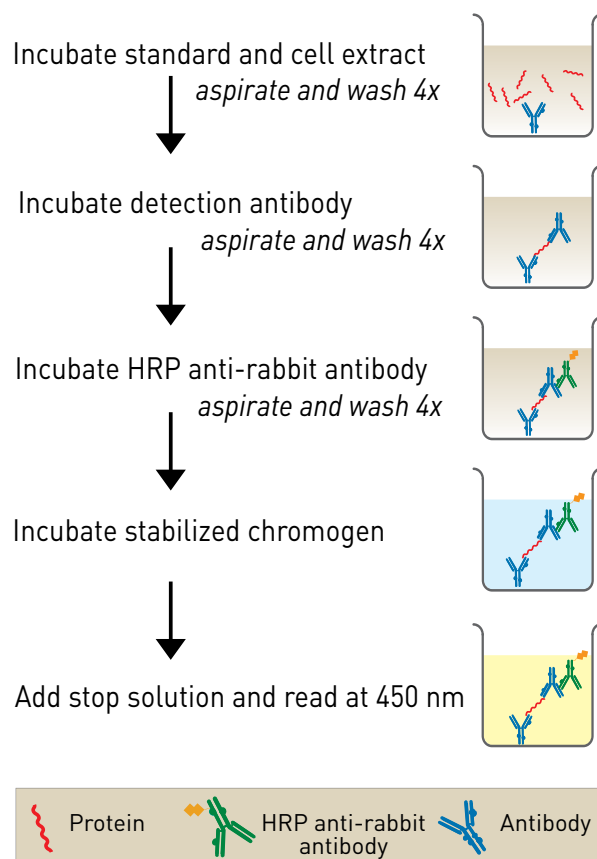 Incubate standard and cell extract
aspirate and wash 4x
Incubate detection antibody
aspirate and wash 4x
Incubate HRP anti-rabbit antibody
aspirate and wash 4x
Incubate stabilized chromogen
Add stop solution and read at 450 nm
Protein
HRP anti-rabbit
antibody
Antibody